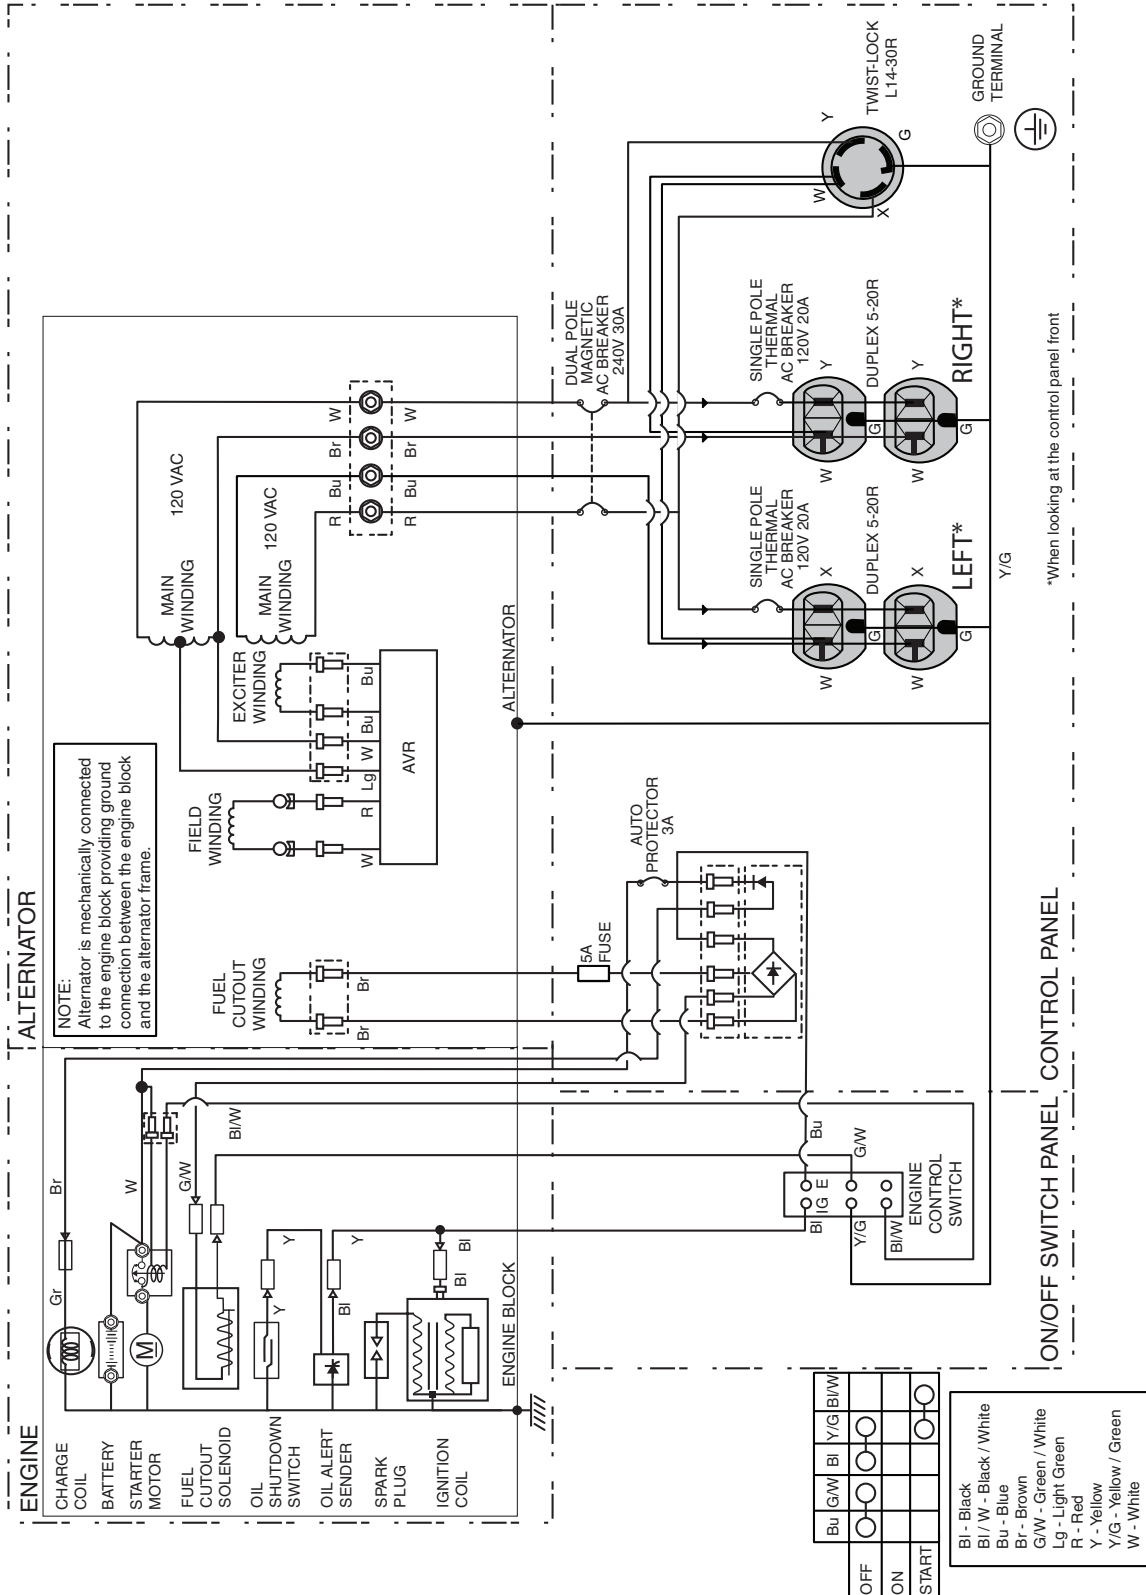 ENGINE
CHARGE
COIL
BATTERY
STARTER
MOTOR
FUEL
CUTOUT
SOLENOID
OIL
SHUTDOWN
SWITCH
OIL ALERT
SENDER
SPARK
PLUG
IGNITION
COIL
Gr
Br
W
M
G/W
Bl/W
Y
Y
Bl
Y
Bl
Bl
ENGINE BLOCK
ALTERNATOR
NOTE:
Alternator is mechanically connected
to the engine block providing ground
connection between the engine block
and the alternator frame.
FUEL
CUTOUT
WINDING
Br
Br
FIELD
WINDING
W
R
Lg
W
Bu
Bu
AVR
EXCITER
WINDING
MAIN
WINDING
120 VAC
MAIN
WINDING
120 VAC
R
Bu
Br
W
R
Bu
Br
W
ALTERNATOR
5A
FUSE
AUTO
PROTECTOR
3A
DUAL POLE
MAGNETIC
AC BREAKER
240V 30A
SINGLE POLE
THERMAL
AC BREAKER
120V 20A
SINGLE POLE
THERMAL
AC BREAKER
120V 20A
W
X
G
DUPLEX 5-20R
W
X
G
LEFT*
W
Y
G
DUPLEX 5-20R
W
Y
G
RIGHT*
Y
W
X
G
TWIST-LOCK
L14-30R
GROUND
TERMINAL
Y/G
*When looking at the control panel front
Bu
G/W
Bl
IG
E
Y/G
Bl/W
ENGINE
CONTROL
SWITCH
ON/OFF SWITCH PANEL
CONTROL PANEL
Bu G/W Bl Y/G Bl/W
OFF
ON
START
Bl - Black
Bl / W - Black / White
Bu - Blue
Br - Brown
G/W - Green / White
Lg - Light Green
R - Red
Y - Yellow
Y/G - Yellow / Green
W - White